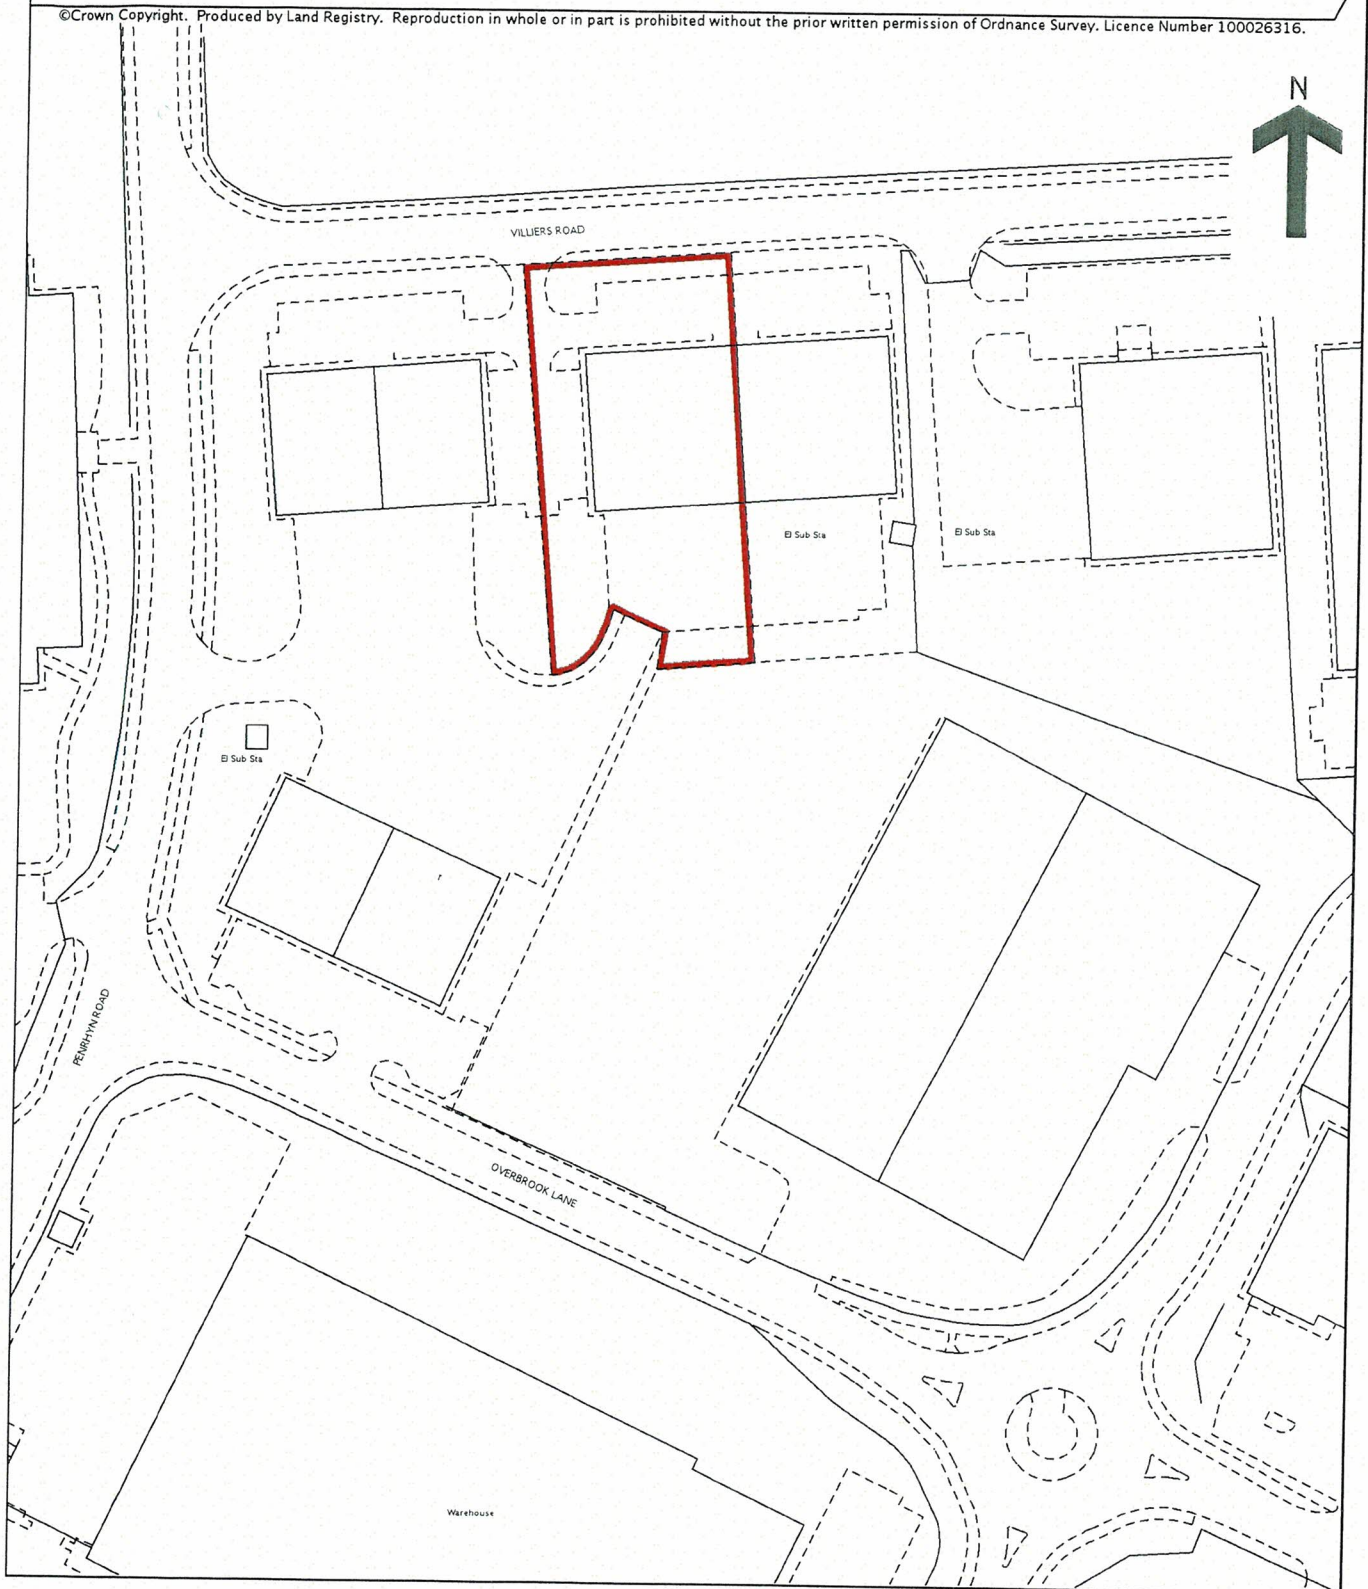 ©Crown Copyright. Produced by Land Registry. Reproduction in whole or in part is prohibited without the prior written permission of Ordnance Survey. Licence Number 100026316.
N
VILLIERS ROAD
El Sub Sta
El Sub Sta
El Sub Sta
PENRHYN ROAD
OVERBROOK LANE
Warehouse